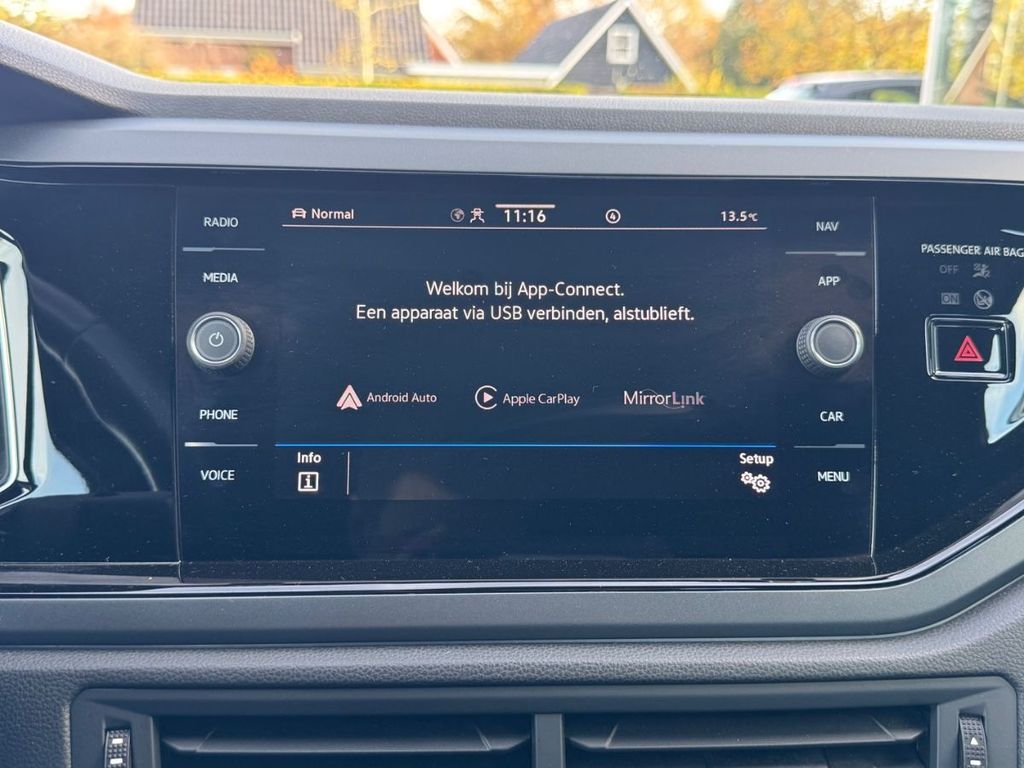 RADIO
MEDIA
PHONE
VOICE
Normal
11:16
4
13.5°C
Welkom bij App-Connect.
Een apparaat via USB verbinden, alstublieft.
Android Auto
Apple CarPlay
MirrorLink
Info
i
Setup
NAV
APP
CAR
MENU
PASSENGER AIR BAG
OFF
ON